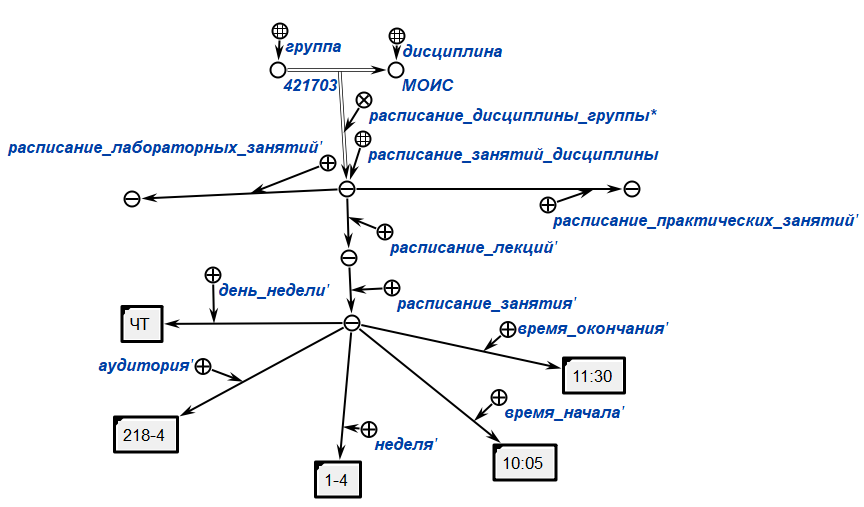 группа
дисциплина
421703
МОИС
расписание_дисциплины_группы*
расписание_лабораторных_занятий'
расписание_занятий_дисциплины
расписание_практических_занятий'
расписание_лекций'
день_недели'
расписание_занятия'
ЧТ
время_окончания'
аудитория'
11:30
время_начала'
218-4
неделя'
10:05
1-4